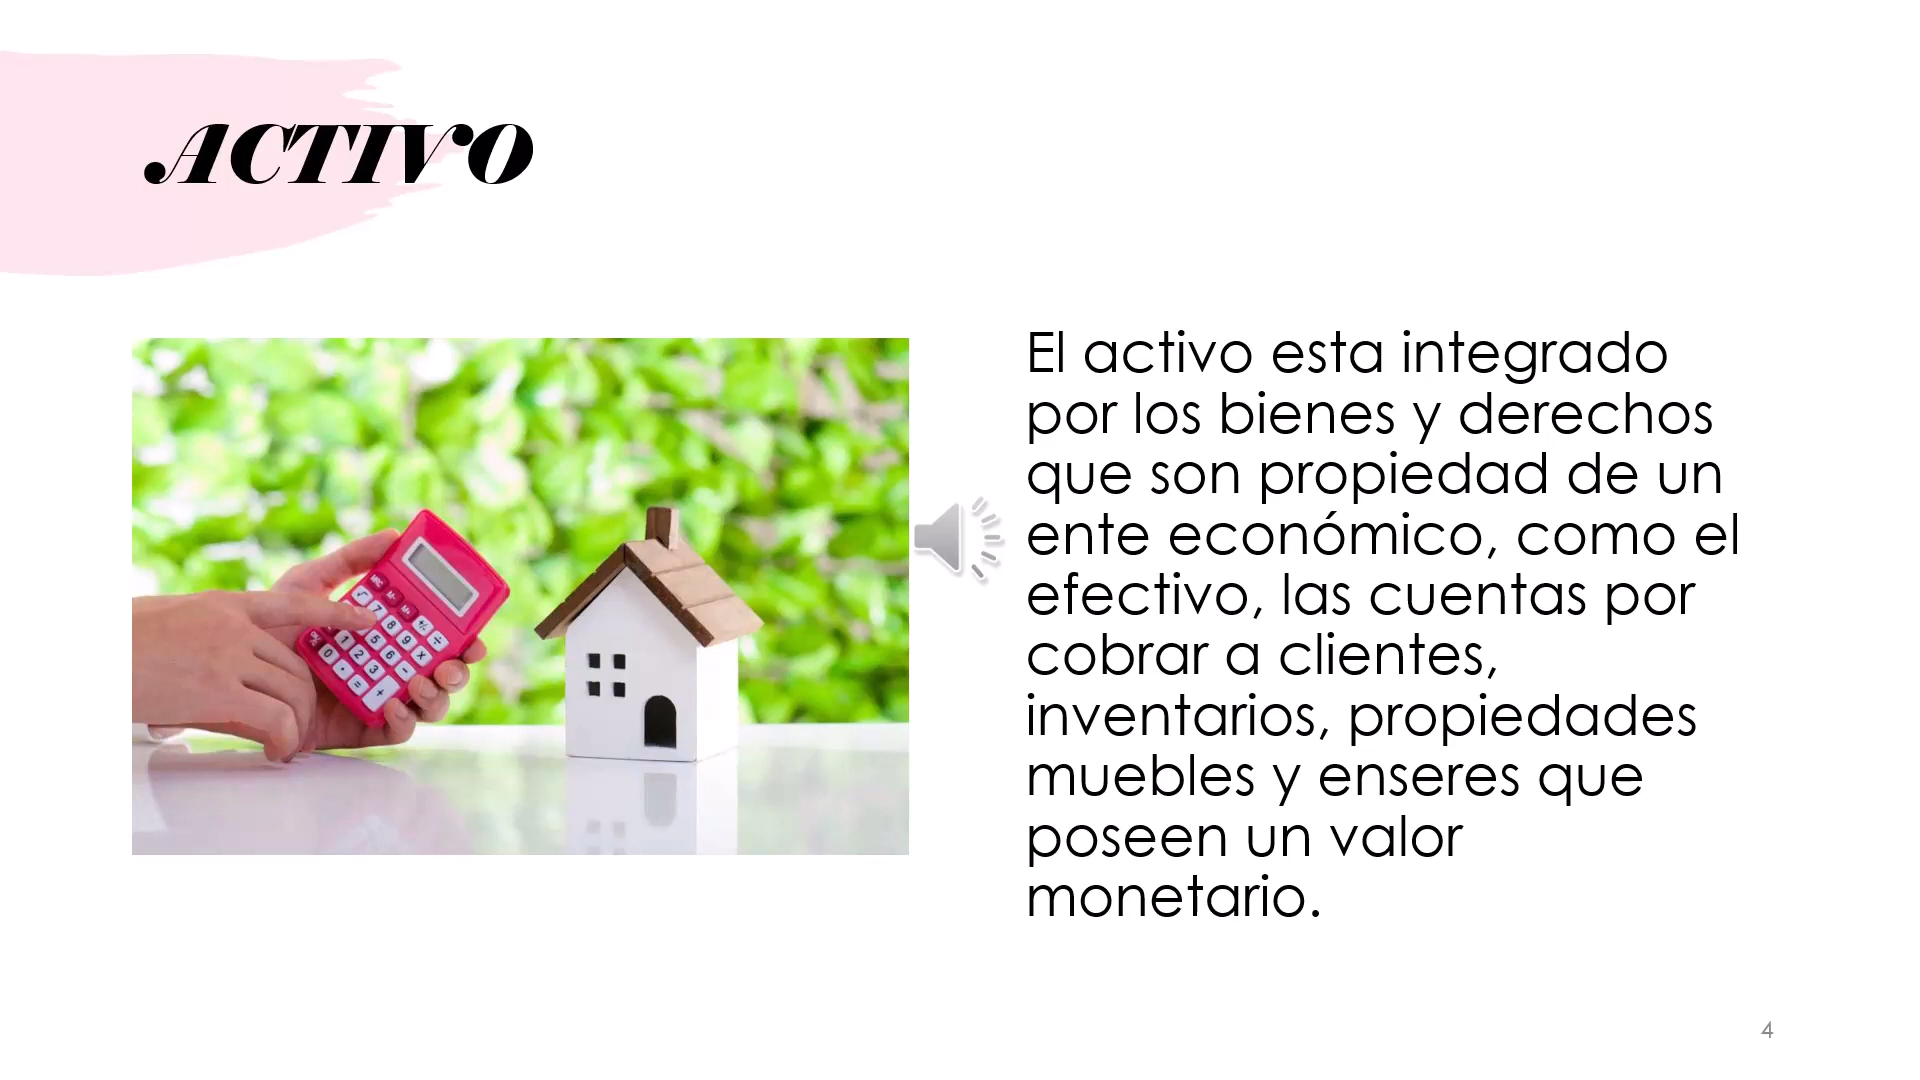 ACTIVO
El activo esta integrado
por los bienes y derechos
que son propiedad de un
ente económico, como el
efectivo, las cuentas por
cobrar a clientes,
inventarios, propiedades
muebles y enseres que
poseen un valor
monetario.
4